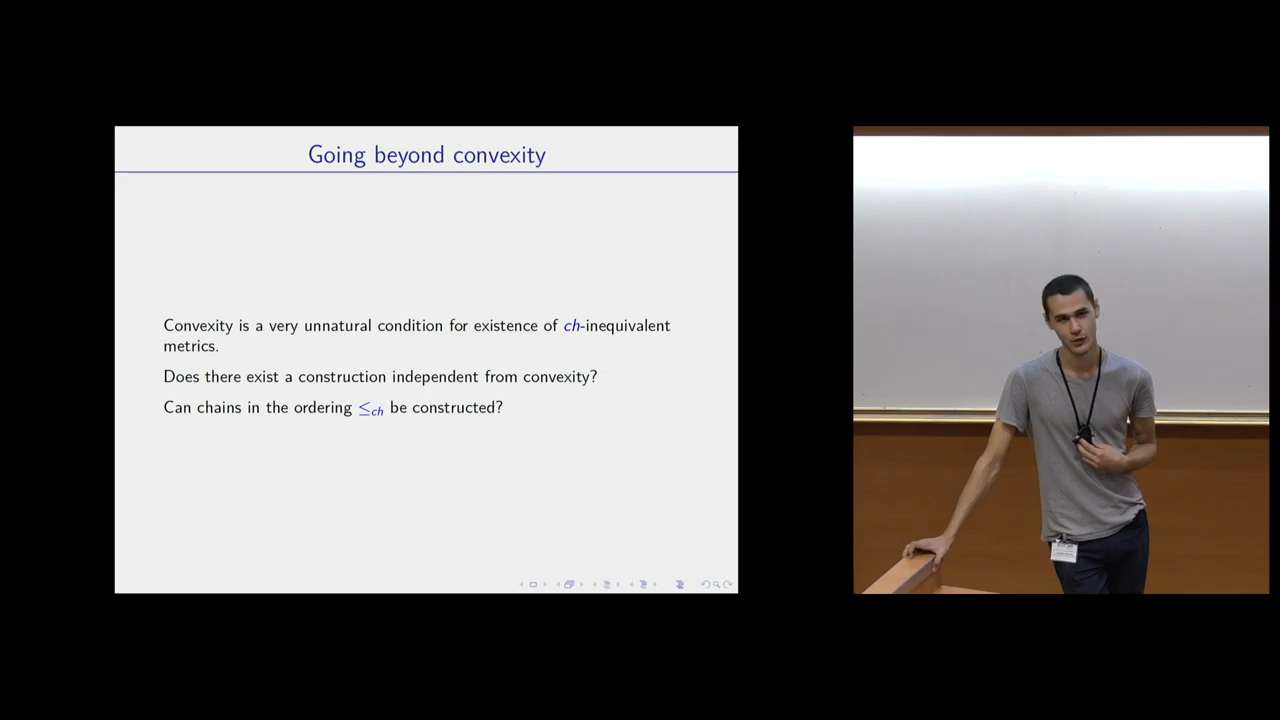 Going beyond convexity
Convexity is a very unnatural condition for existence of ch-inequivalent
metrics.
Does there exist a construction independent from convexity?
Can chains in the ordering ≤ch be constructed?